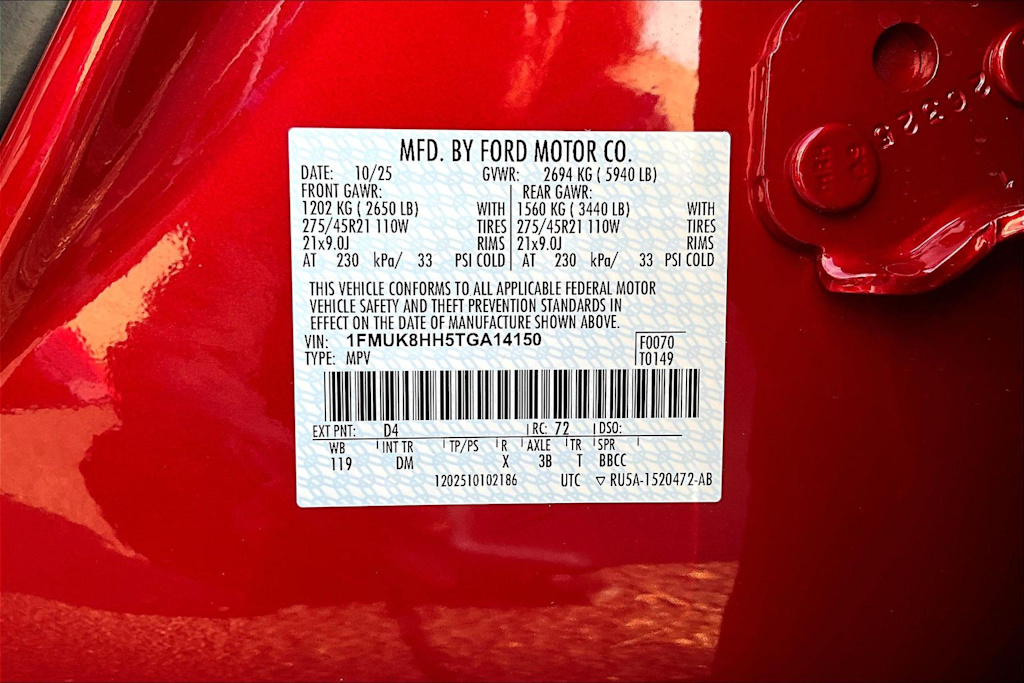 MFD. BY FORD MOTOR CO.
DATE: 10/25 GVWR: 2694 KG ( 5940 LB)
FRONT GAWR: REAR GAWR:
1202 KG ( 2650 LB) WITH 1560 KG ( 3440 LB) WITH
275/45R21 110W TIRES 275/45R21 110W TIRES
21x9.0J RIMS 21x9.0J RIMS
AT 230 kPa/ 33 PSI COLD AT 230 kPa/ 33 PSI COLD
THIS VEHICLE CONFORMS TO ALL APPLICABLE FEDERAL MOTOR
VEHICLE SAFETY AND THEFT PREVENTION STANDARDS IN
EFFECT ON THE DATE OF MANUFACTURE SHOWN ABOVE.
VIN: 1FMUK8HH5TGA14150
F0070
TYPE: MPV T0149
EXT PNT: D4 RC: 72 DSO:
WB INT TR TP/PS R AXLE TR SPR
119 DM X 3B T BBCC
1202510102186 UTC ▽ RU5A-1520472-AB